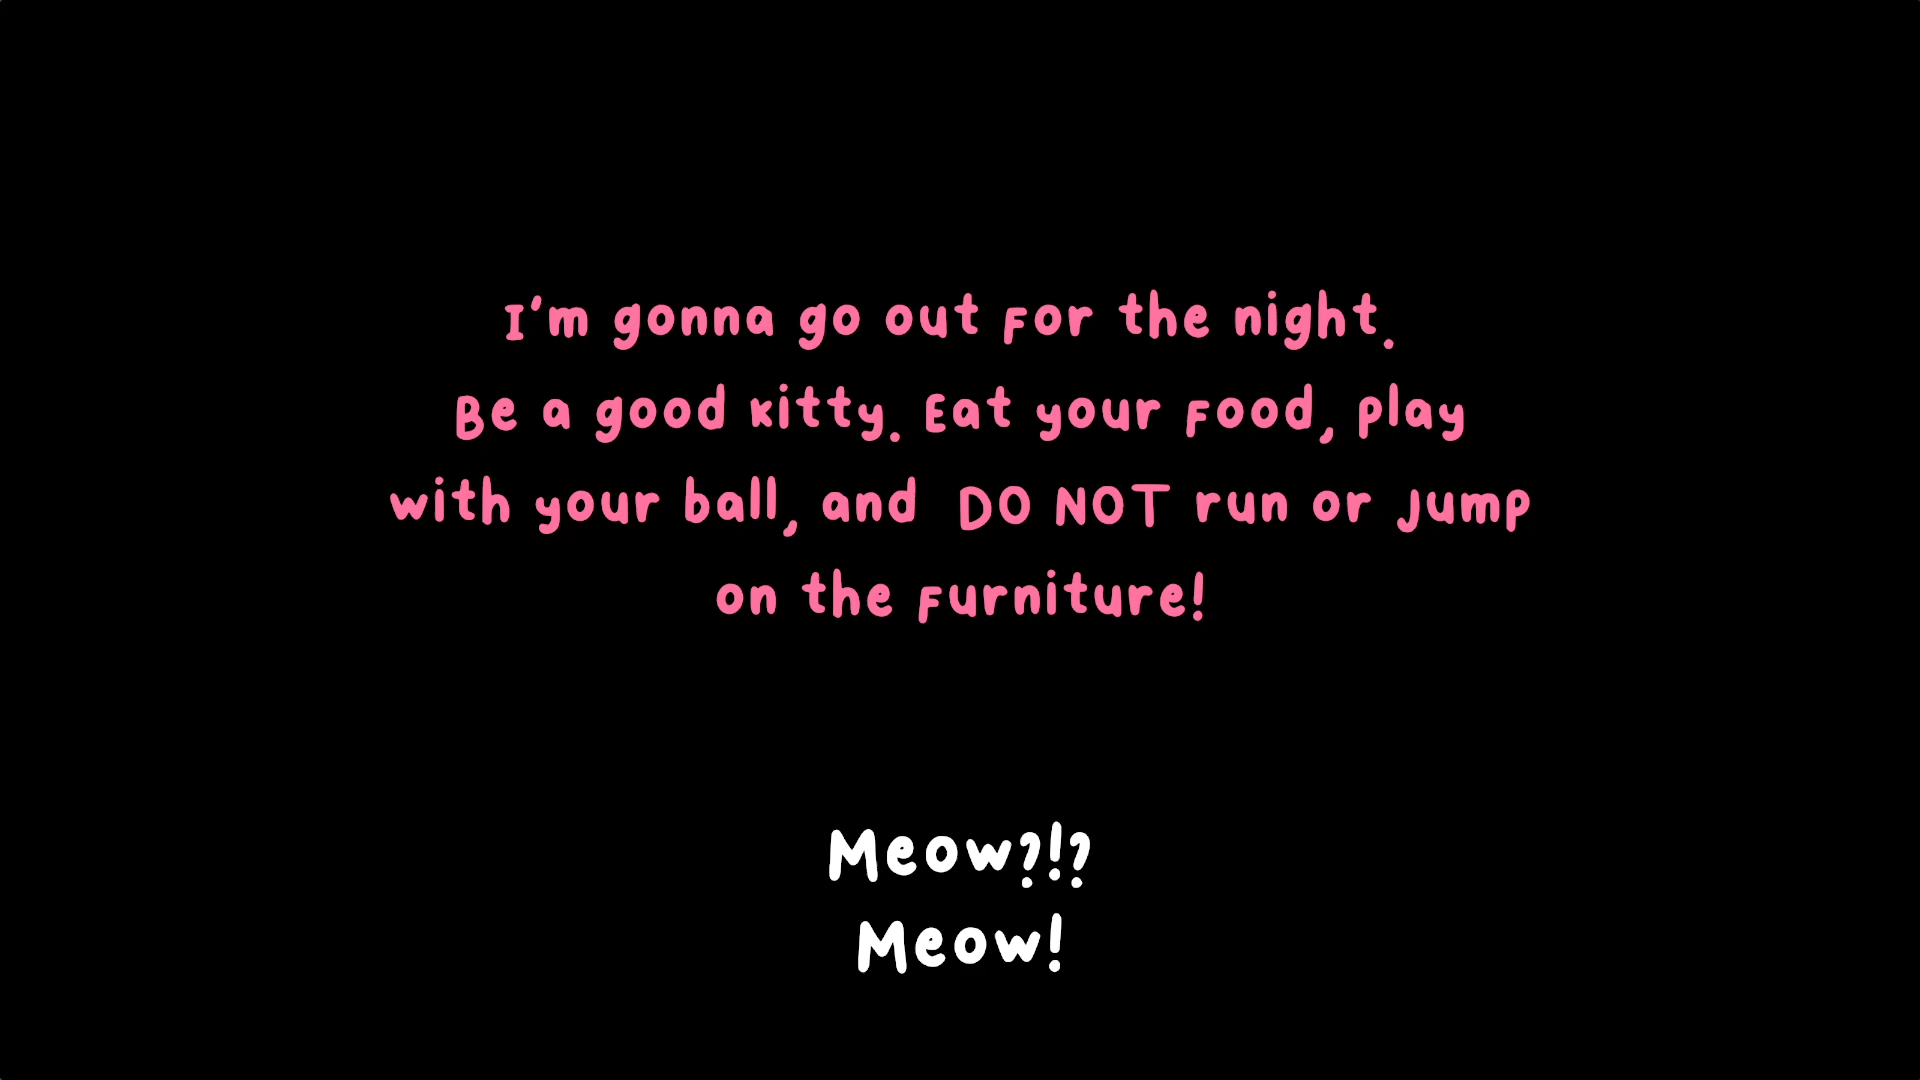 I'm gonna go out for the night.
Be a good kitty. Eat your food, play
with your ball, and DO NOT run or jump
on the furniture!
Meow?!?
Meow!